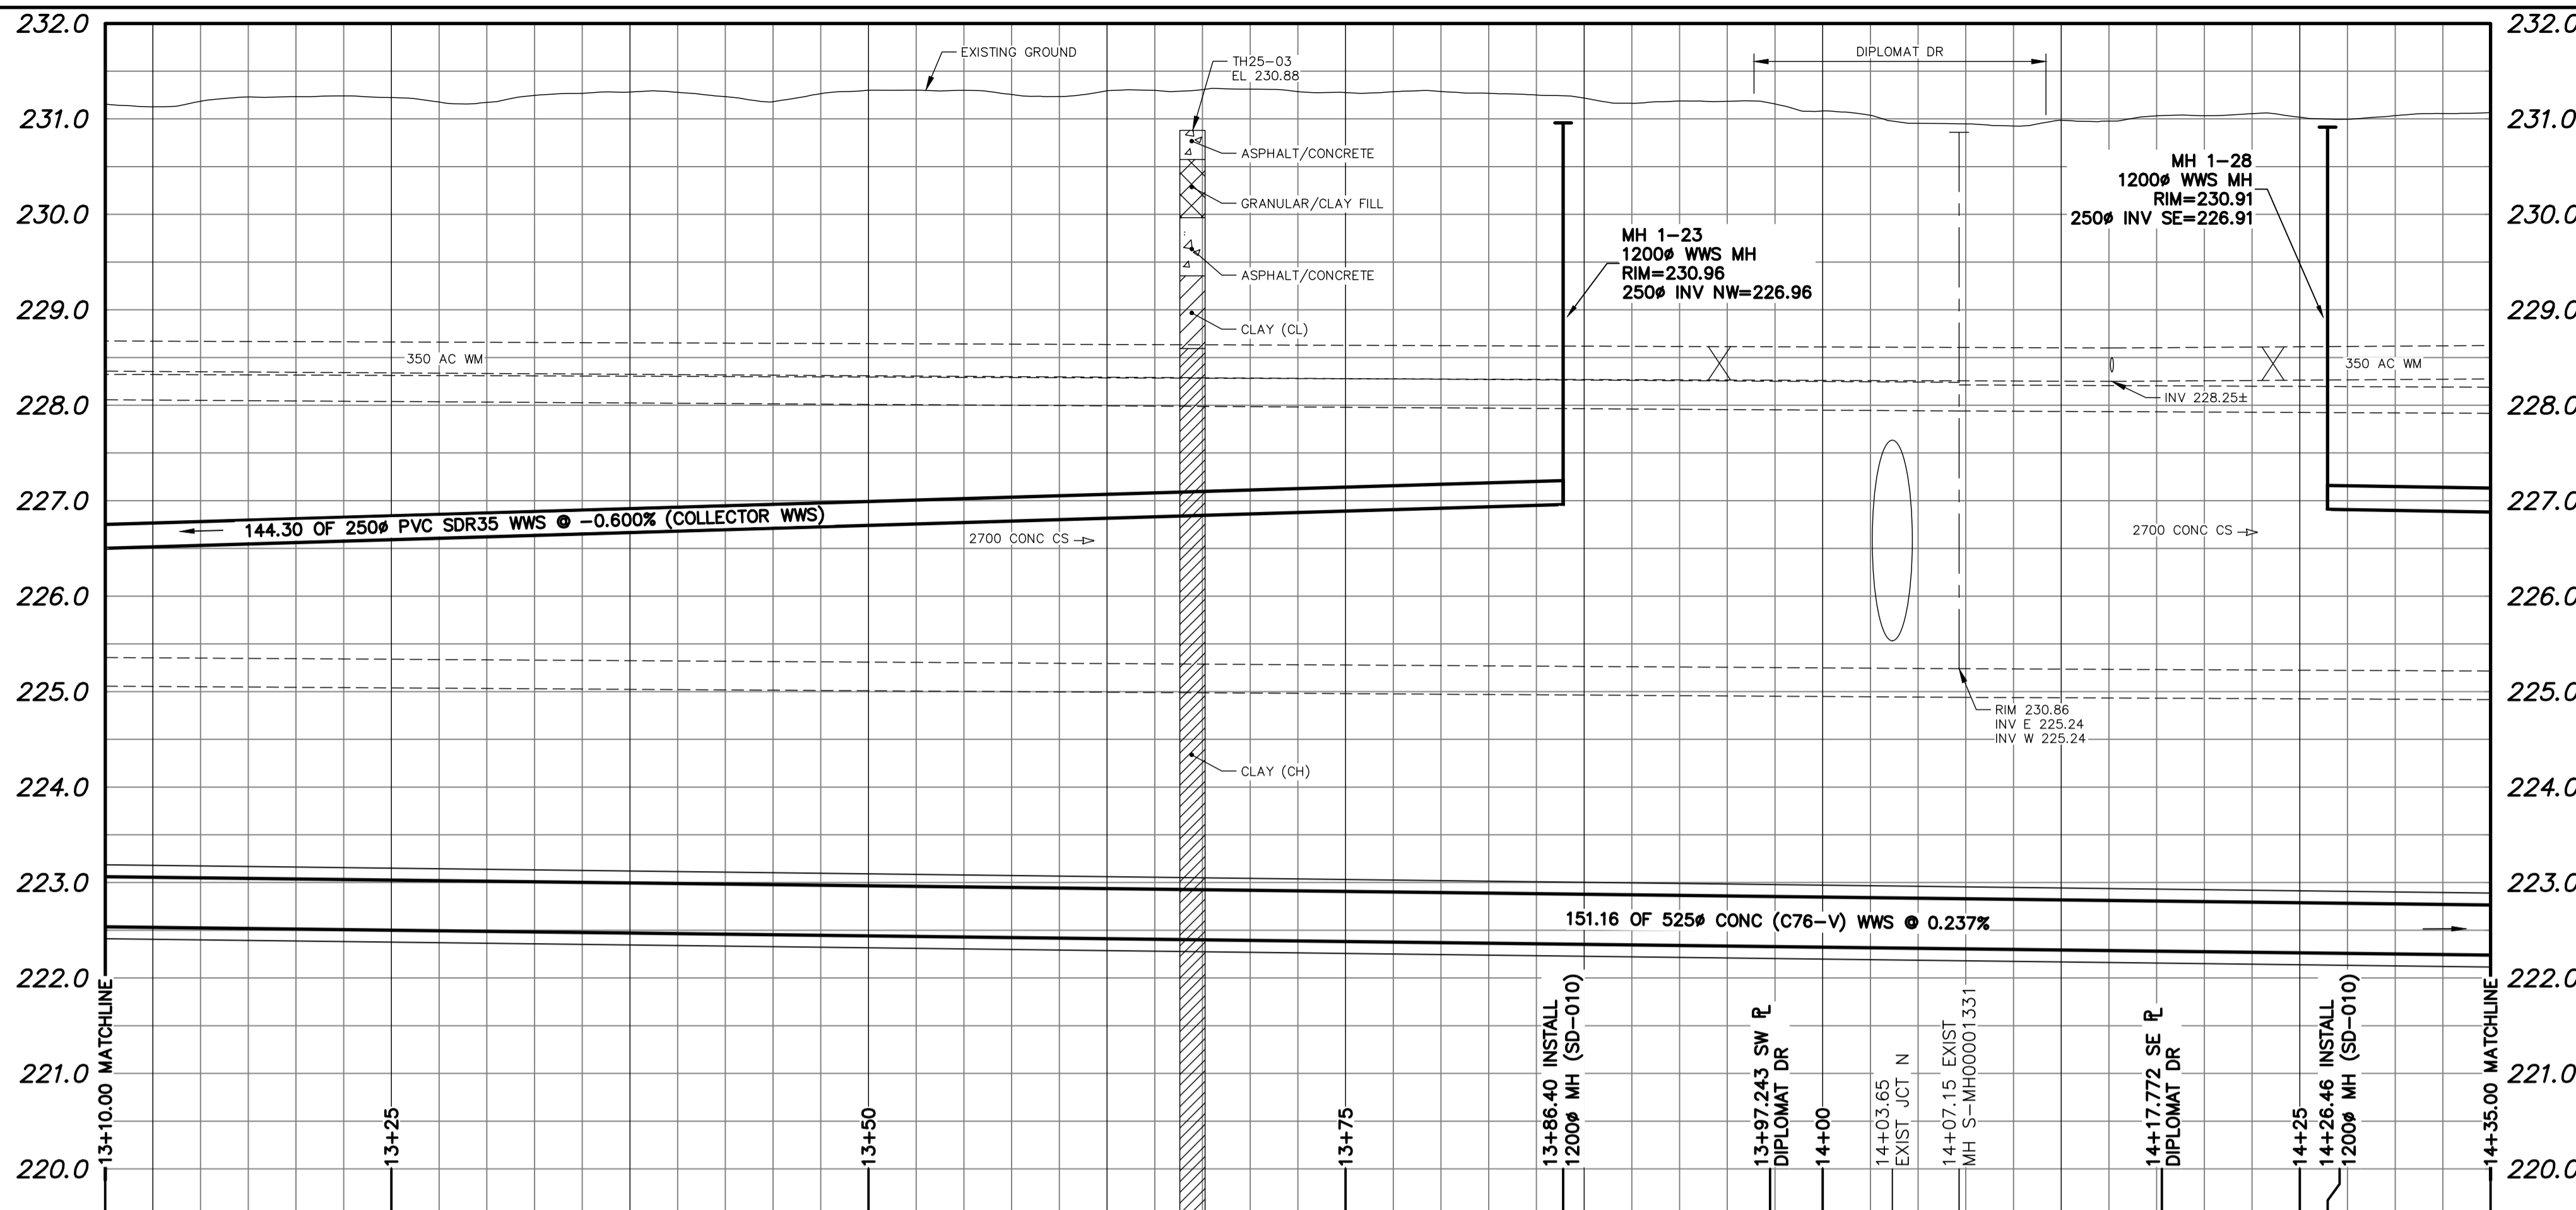 232.0
231.0
230.0
229.0
228.0
227.0
226.0
225.0
224.0
223.0
222.0
221.0
220.0
EXISTING GROUND
TH25-03
EL 230.88
DIPLOMAT DR
ASPHALT/CONCRETE
GRANULAR/CLAY FILL
ASPHALT/CONCRETE
CLAY (CL)
MH 1-23
1200ø WWS MH
RIM=230.96
250ø INV NW=226.96
MH 1-28
1200ø WWS MH
RIM=230.91
250ø INV SE=226.91
350 AC WM
350 AC WM
INV 228.25±
144.30 OF 250ø PVC SDR35 WWS @ -0.600% (COLLECTOR WWS)
2700 CONC CS
2700 CONC CS
RIM 230.86
INV E 225.24
INV W 225.24
CLAY (CH)
151.16 OF 525ø CONC (C76-V) WWS @ 0.237%
13+10.00 MATCHLINE
13+25
13+50
13+75
13+86.40 INSTALL
1200ø MH (SD-010)
13+97.243 SW ℄
DIPLOMAT DR
14+00
14+03.65
EXIST JCT N
14+07.15 EXIST
MH S-MH00013331
14+17.772 SE ℄
DIPLOMAT DR
14+25
14+26.46 INSTALL
1200ø MH (SD-010)
14+35.00 MATCHLINE
232.0
231.0
230.0
229.0
228.0
227.0
226.0
225.0
224.0
223.0
222.0
221.0
220.0